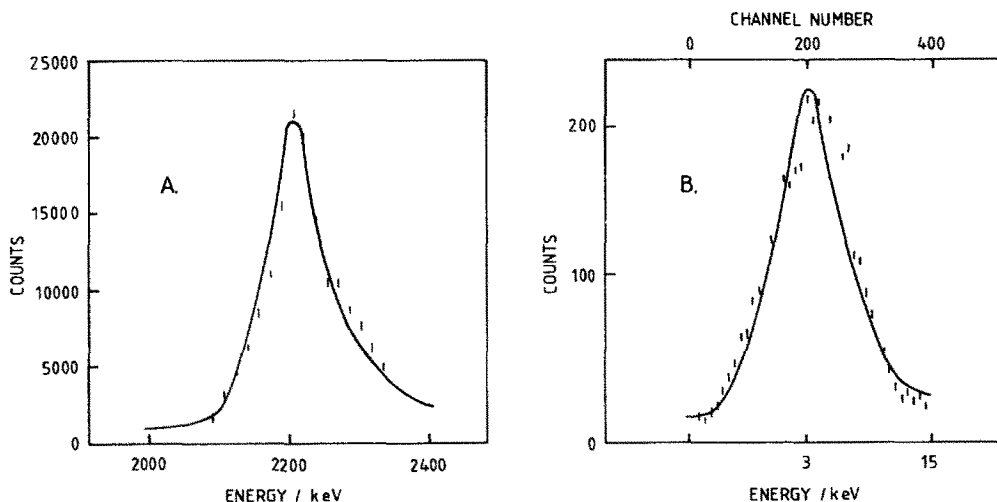 25000
20000
15000
10000
5000
0
COUNTS
A.
2000 2200 2400
ENERGY / keV
CHANNEL NUMBER
0 200 400
200
100
0
COUNTS
B.
3 15
ENERGY / keV